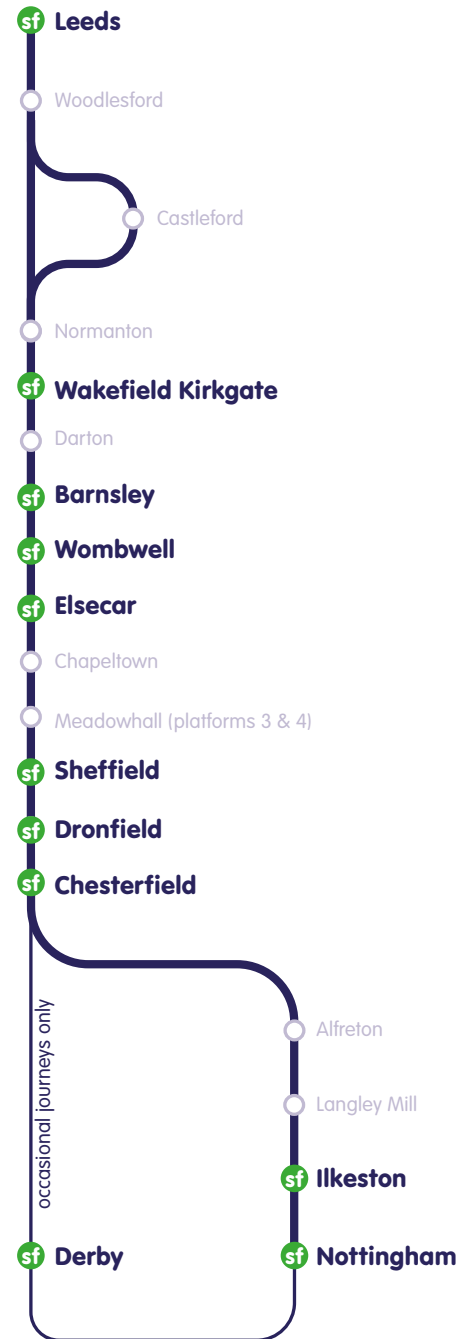 sf Leeds
Woodlesford
Castleford
Normanton
sf Wakefield Kirkgate
Darton
sf Barnsley
sf Wombwell
sf Elsecar
Chapeltown
Meadowhall (platforms 3 & 4)
sf Sheffield
sf Dronfield
sf Chesterfield
occasional journeys only
Alfreton
Langley Mill
sf Ilkeston
sf Derby
sf Nottingham